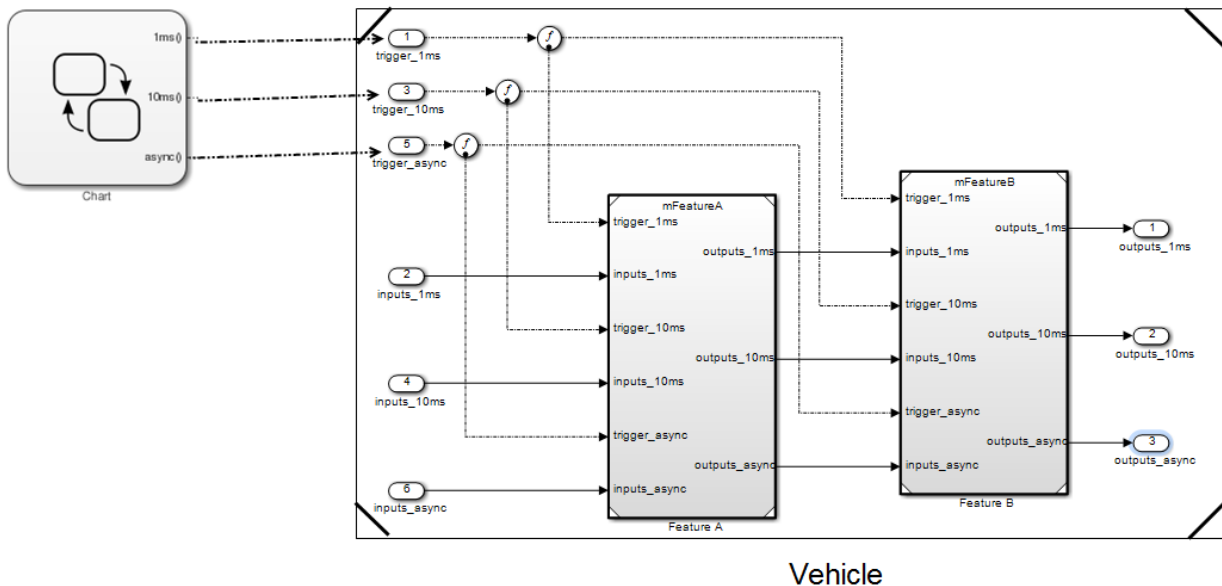 1ms()
10ms()
async()
Chart
1
trigger_1ms
f
3
trigger_10ms
f
5
trigger_async
f
2
inputs_1ms
4
inputs_10ms
6
inputs_async
mFeatureA
trigger_1ms
outputs_1ms
inputs_1ms
trigger_10ms
outputs_10ms
inputs_10ms
trigger_async
outputs_async
inputs_async
Feature A
mFeatureB
trigger_1ms
outputs_1ms
inputs_1ms
trigger_10ms
outputs_10ms
inputs_10ms
trigger_async
outputs_async
inputs_async
Feature B
1
outputs_1ms
2
outputs_10ms
3
outputs_async
Vehicle